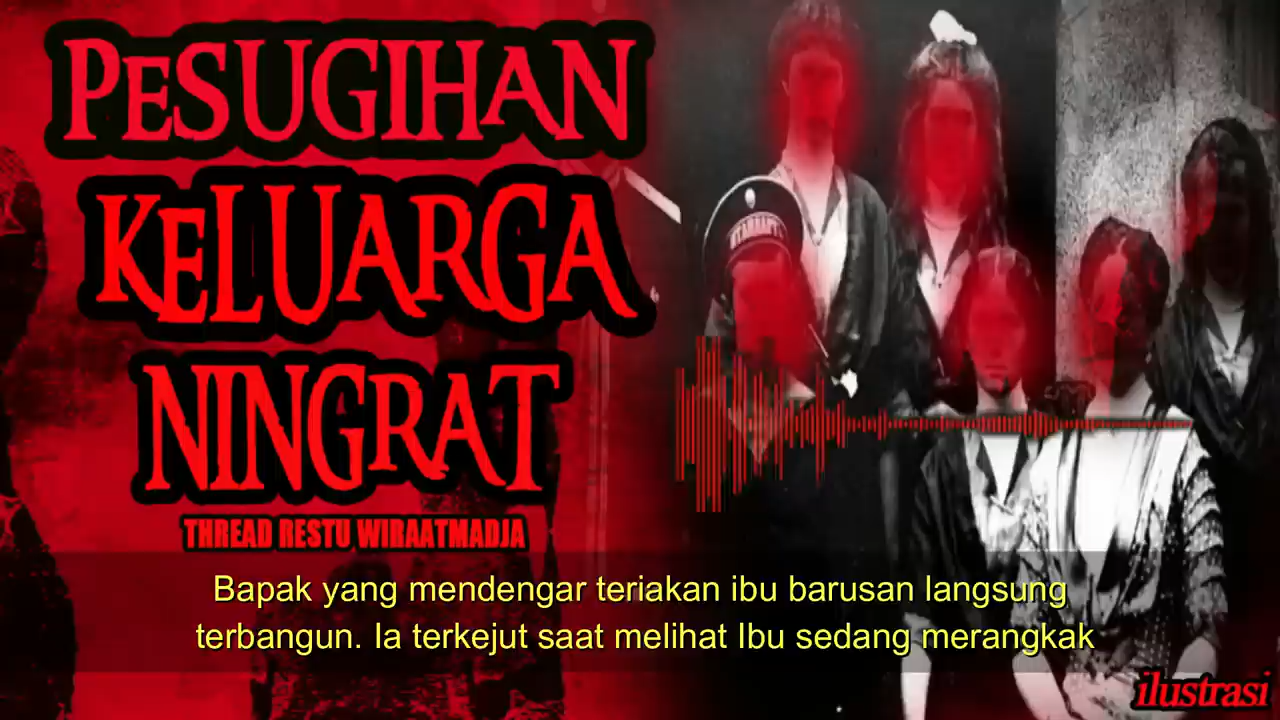 PESUGIHAN
KELUARGA
NINGRAT
THREAD RESTU WIRAATMADJA
Bapak yang mendengar teriakan ibu barusan langsung
terbangun. Ia terkejut saat melihat Ibu sedang merangkak
ilustrasi